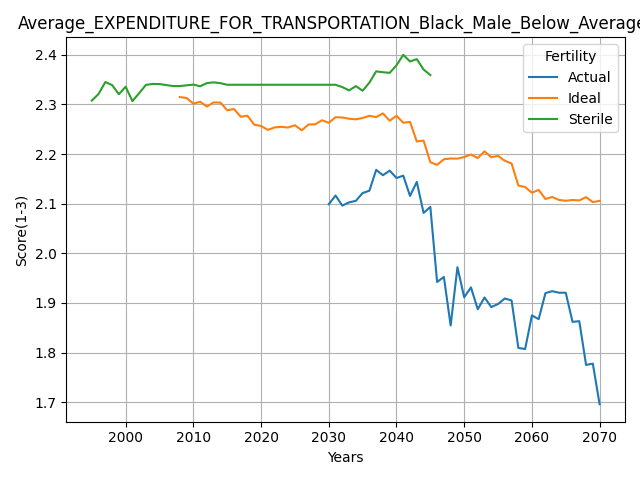 Average_EXPENDITURE_FOR_TRANSPORTATION_Black_Male_Below_Average
Fertility
Actual
Ideal
Sterile
Score(1-3)
2.4
2.3
2.2
2.1
2.0
1.9
1.8
1.7
2000 2010 2020 2030 2040 2050 2060 2070
Years